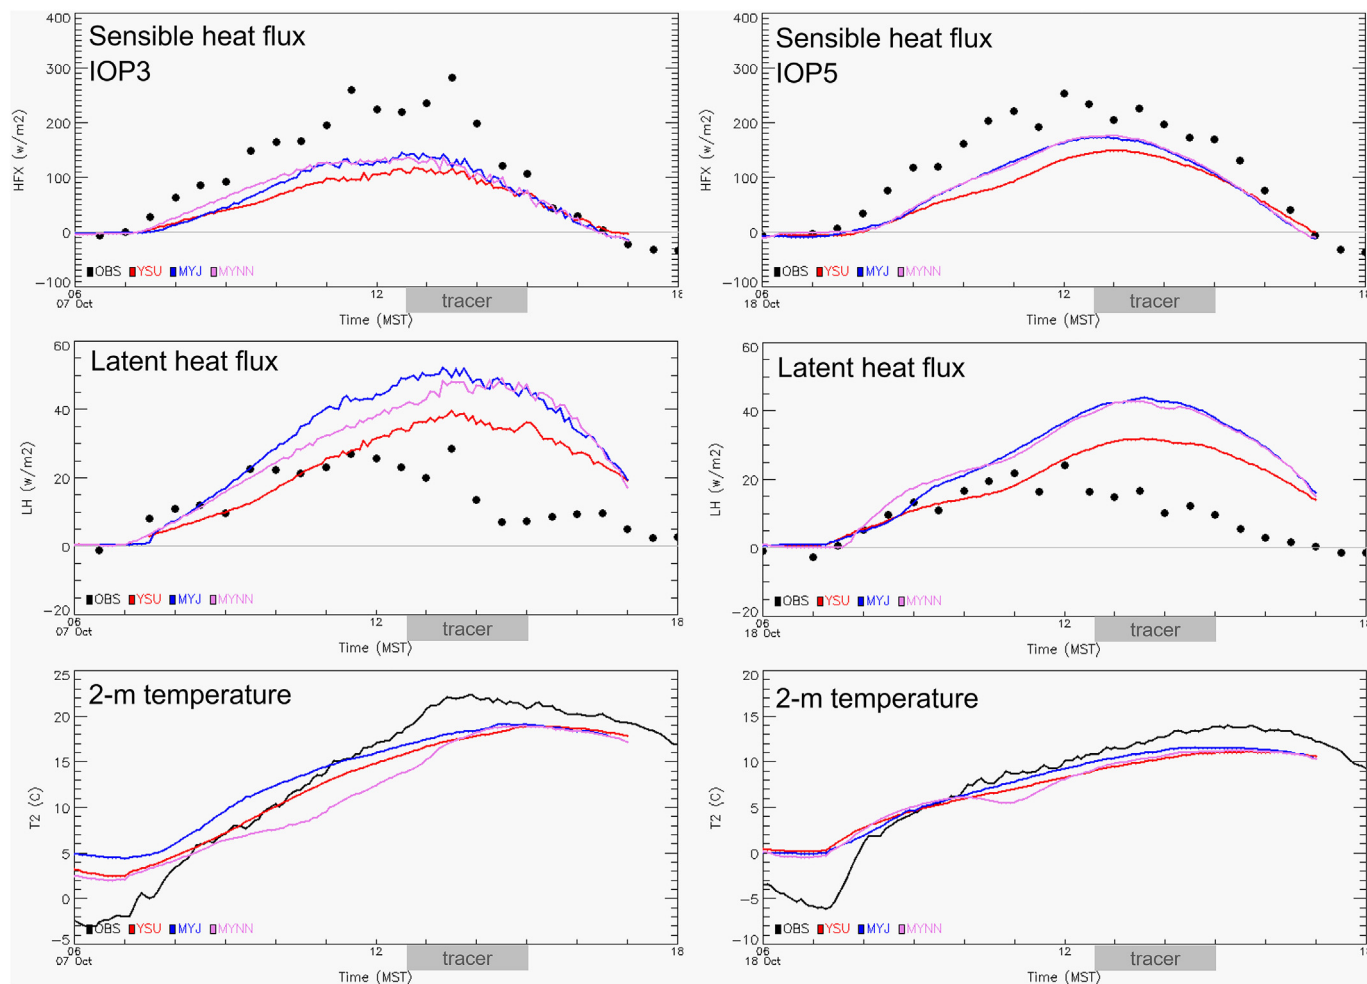 Sensible heat flux
IOP3
HFX (w/m2)
400
300
200
100
0
−100
OBS YSU MYJ MYNN
06 12 18
07 Oct
tracer
Time (MST)
Sensible heat flux
IOP5
HFX (w/m2)
400
300
200
100
0
−100
OBS YSU MYJ MYNN
06 12 18
18 Oct
tracer
Time (MST)
Latent heat flux
LH (w/m2)
60
40
20
0
−20
OBS YSU MYJ MYNN
06 12 18
07 Oct
tracer
Time (MST)
Latent heat flux
LH (w/m2)
60
40
20
0
−20
OBS YSU MYJ MYNN
06 12 18
18 Oct
tracer
Time (MST)
2-m temperature
T2 (C)
25
20
15
10
5
0
−5
OBS YSU MYJ MYNN
06 12 18
07 Oct
tracer
Time (MST)
2-m temperature
T2 (C)
20
15
10
5
0
−5
−10
OBS YSU MYJ MYNN
06 12 18
18 Oct
tracer
Time (MST)